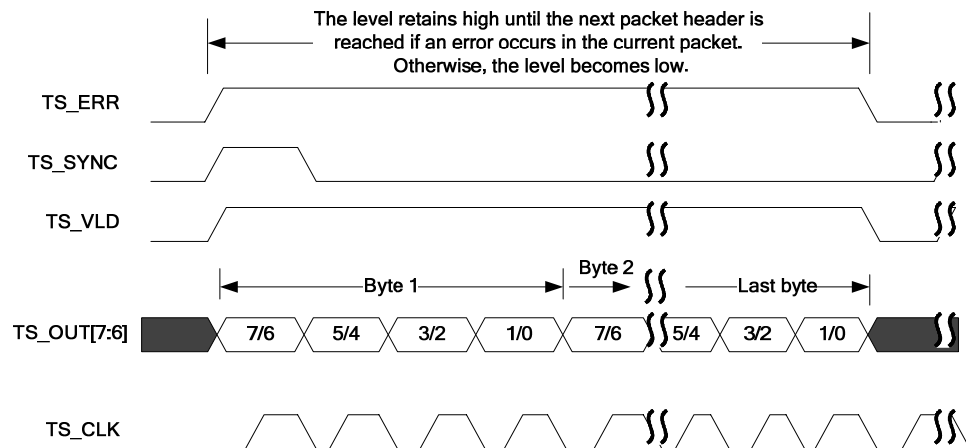 The level retains high until the next packet header is
reached if an error occurs in the current packet.
Otherwise, the level becomes low.
TS_ERR
TS_SYNC
TS_VLD
Byte 1
Byte 2
Last byte
TS_OUT[7:6]
7/6
5/4
3/2
1/0
7/6
5/4
3/2
1/0
TS_CLK